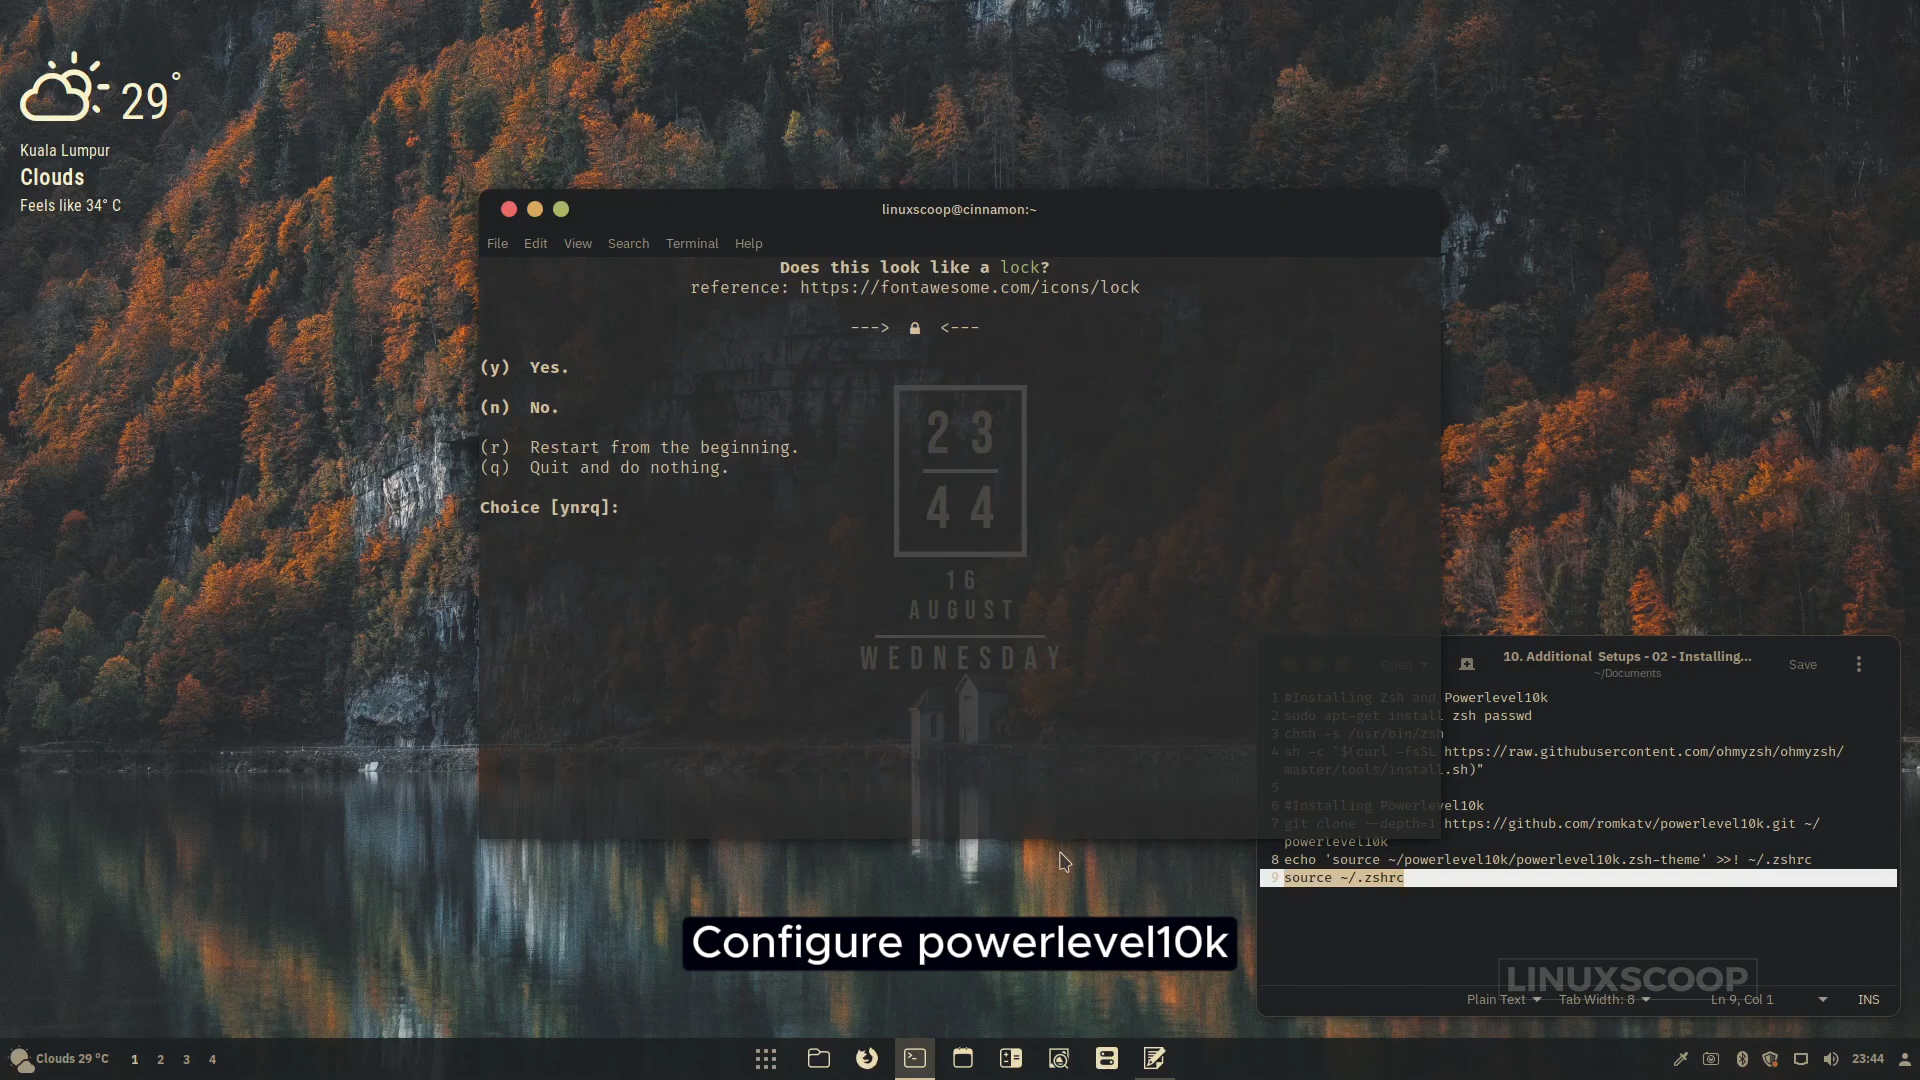 29°
Kuala Lumpur
Clouds
Feels like 34° C
linuxscoop@cinnamon:~
File Edit View Search Terminal Help
Does this look like a lock?
reference: https://fontawesome.com/icons/lock
---> <---
(y) Yes.
(n) No.
(r) Restart from the beginning.
(q) Quit and do nothing.
Choice [ynrq]:
23
44
16
AUGUST
WEDNESDAY
Open
10. Additional Setups - 02 - Installing...
~/Documents
Save
1 #Installing Zsh and Powerlevel10k
2 sudo apt-get install zsh passwd
3 chsh -s /usr/bin/zsh
4 sh -c "$(curl -fsSL https://raw.githubusercontent.com/ohmyzsh/ohmyzsh/
master/tools/install.sh)"
5
6 #Installing Powerlevel10k
7 git clone --depth=1 https://github.com/romkatv/powerlevel10k.git ~/
powerlevel10k
8 echo 'source ~/powerlevel10k/powerlevel10k.zsh-theme' >>! ~/.zshrc
9 source ~/.zshrc
Configure powerlevel10k
LINUXSCOOP
Plain Text Tab Width: 8 Ln 9, Col 1 INS
Clouds 29 °C 1 2 3 4
23:44